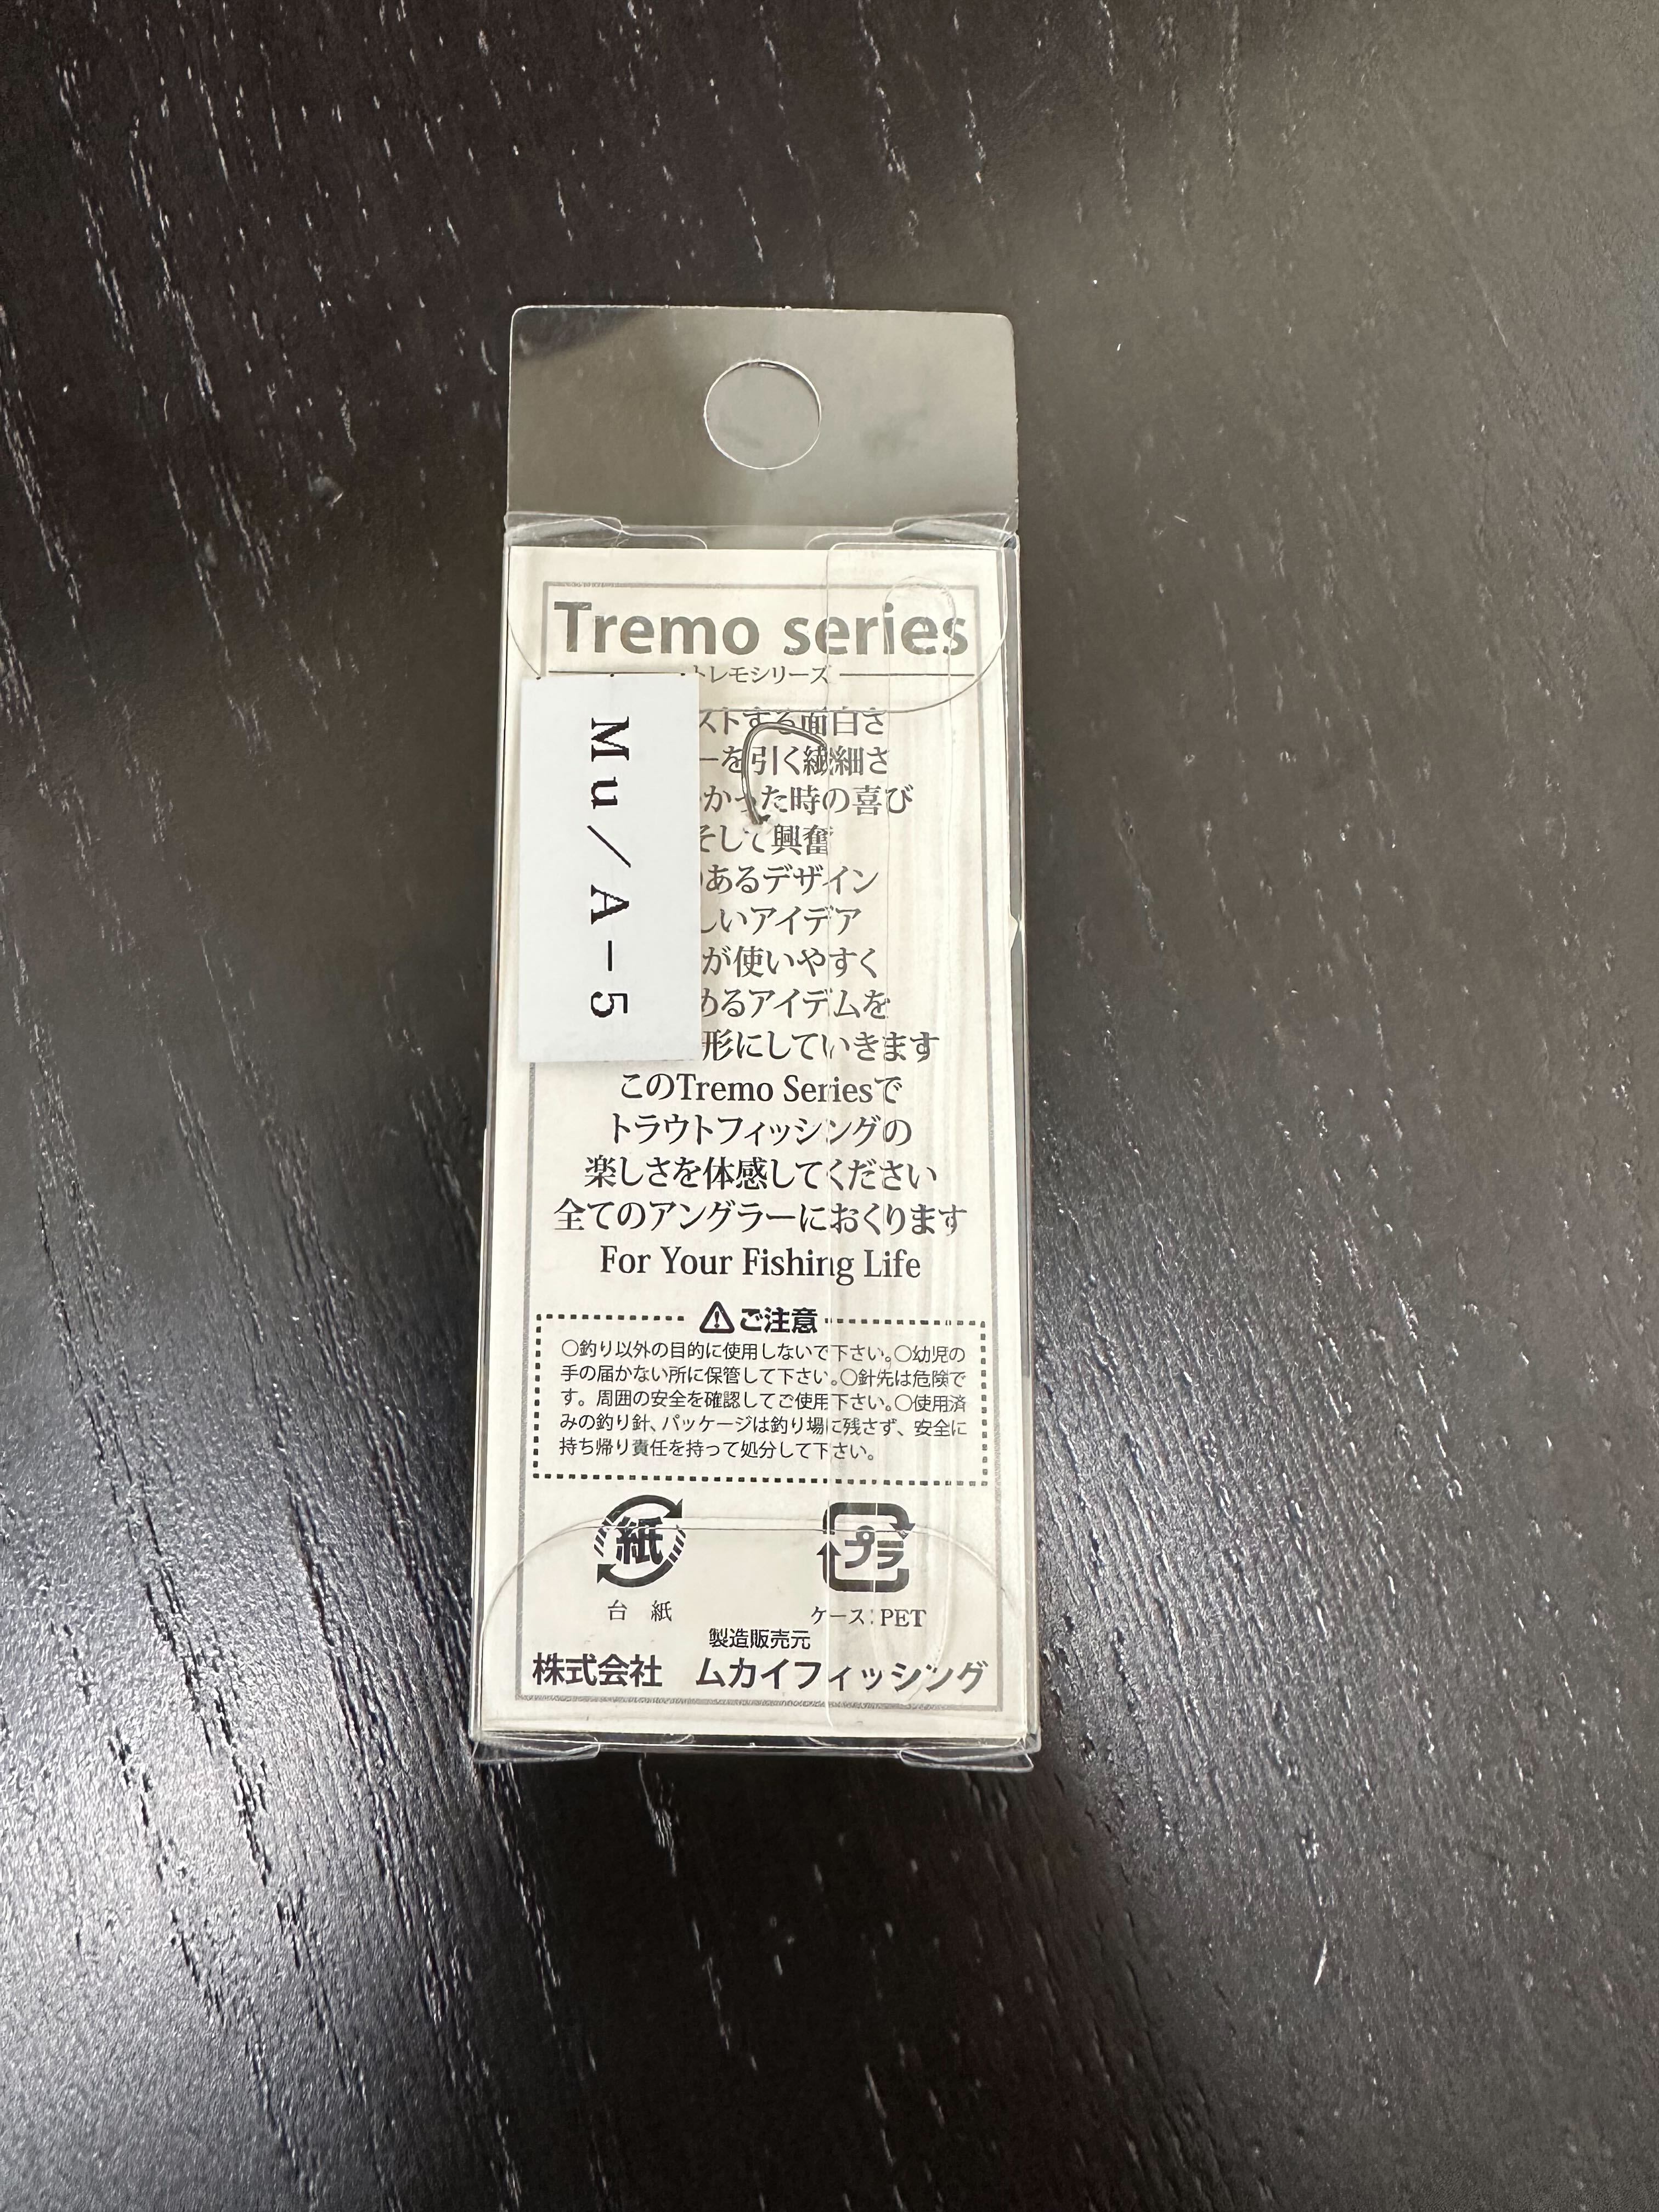 Tremo series
トレモシリーズ
Mu/A-5
ストする面白さ
ーを引く繊細さ
かかった時の喜び
そして興奮
のあるデザイン
しいアイデア
が使いやすく
めるアイテムを
形にしていきます
このTremo Seriesで
トラウトフィッシングの
楽しさを体感してください
全てのアングラーにおくります
For Your Fishing Life
⚠ご注意
○釣り以外の目的に使用しないで下さい。○幼児の
手の届かない所に保管して下さい。○針先は危険で
す。周囲の安全を確認してご使用下さい。○使用済
みの釣り針、パッケージは釣り場に残さず、安全に
持ち帰り責任を持って処分して下さい。
紙
プラ
台 紙
ケース:PET
製造販売元
株式会社 ムカイフィッシング